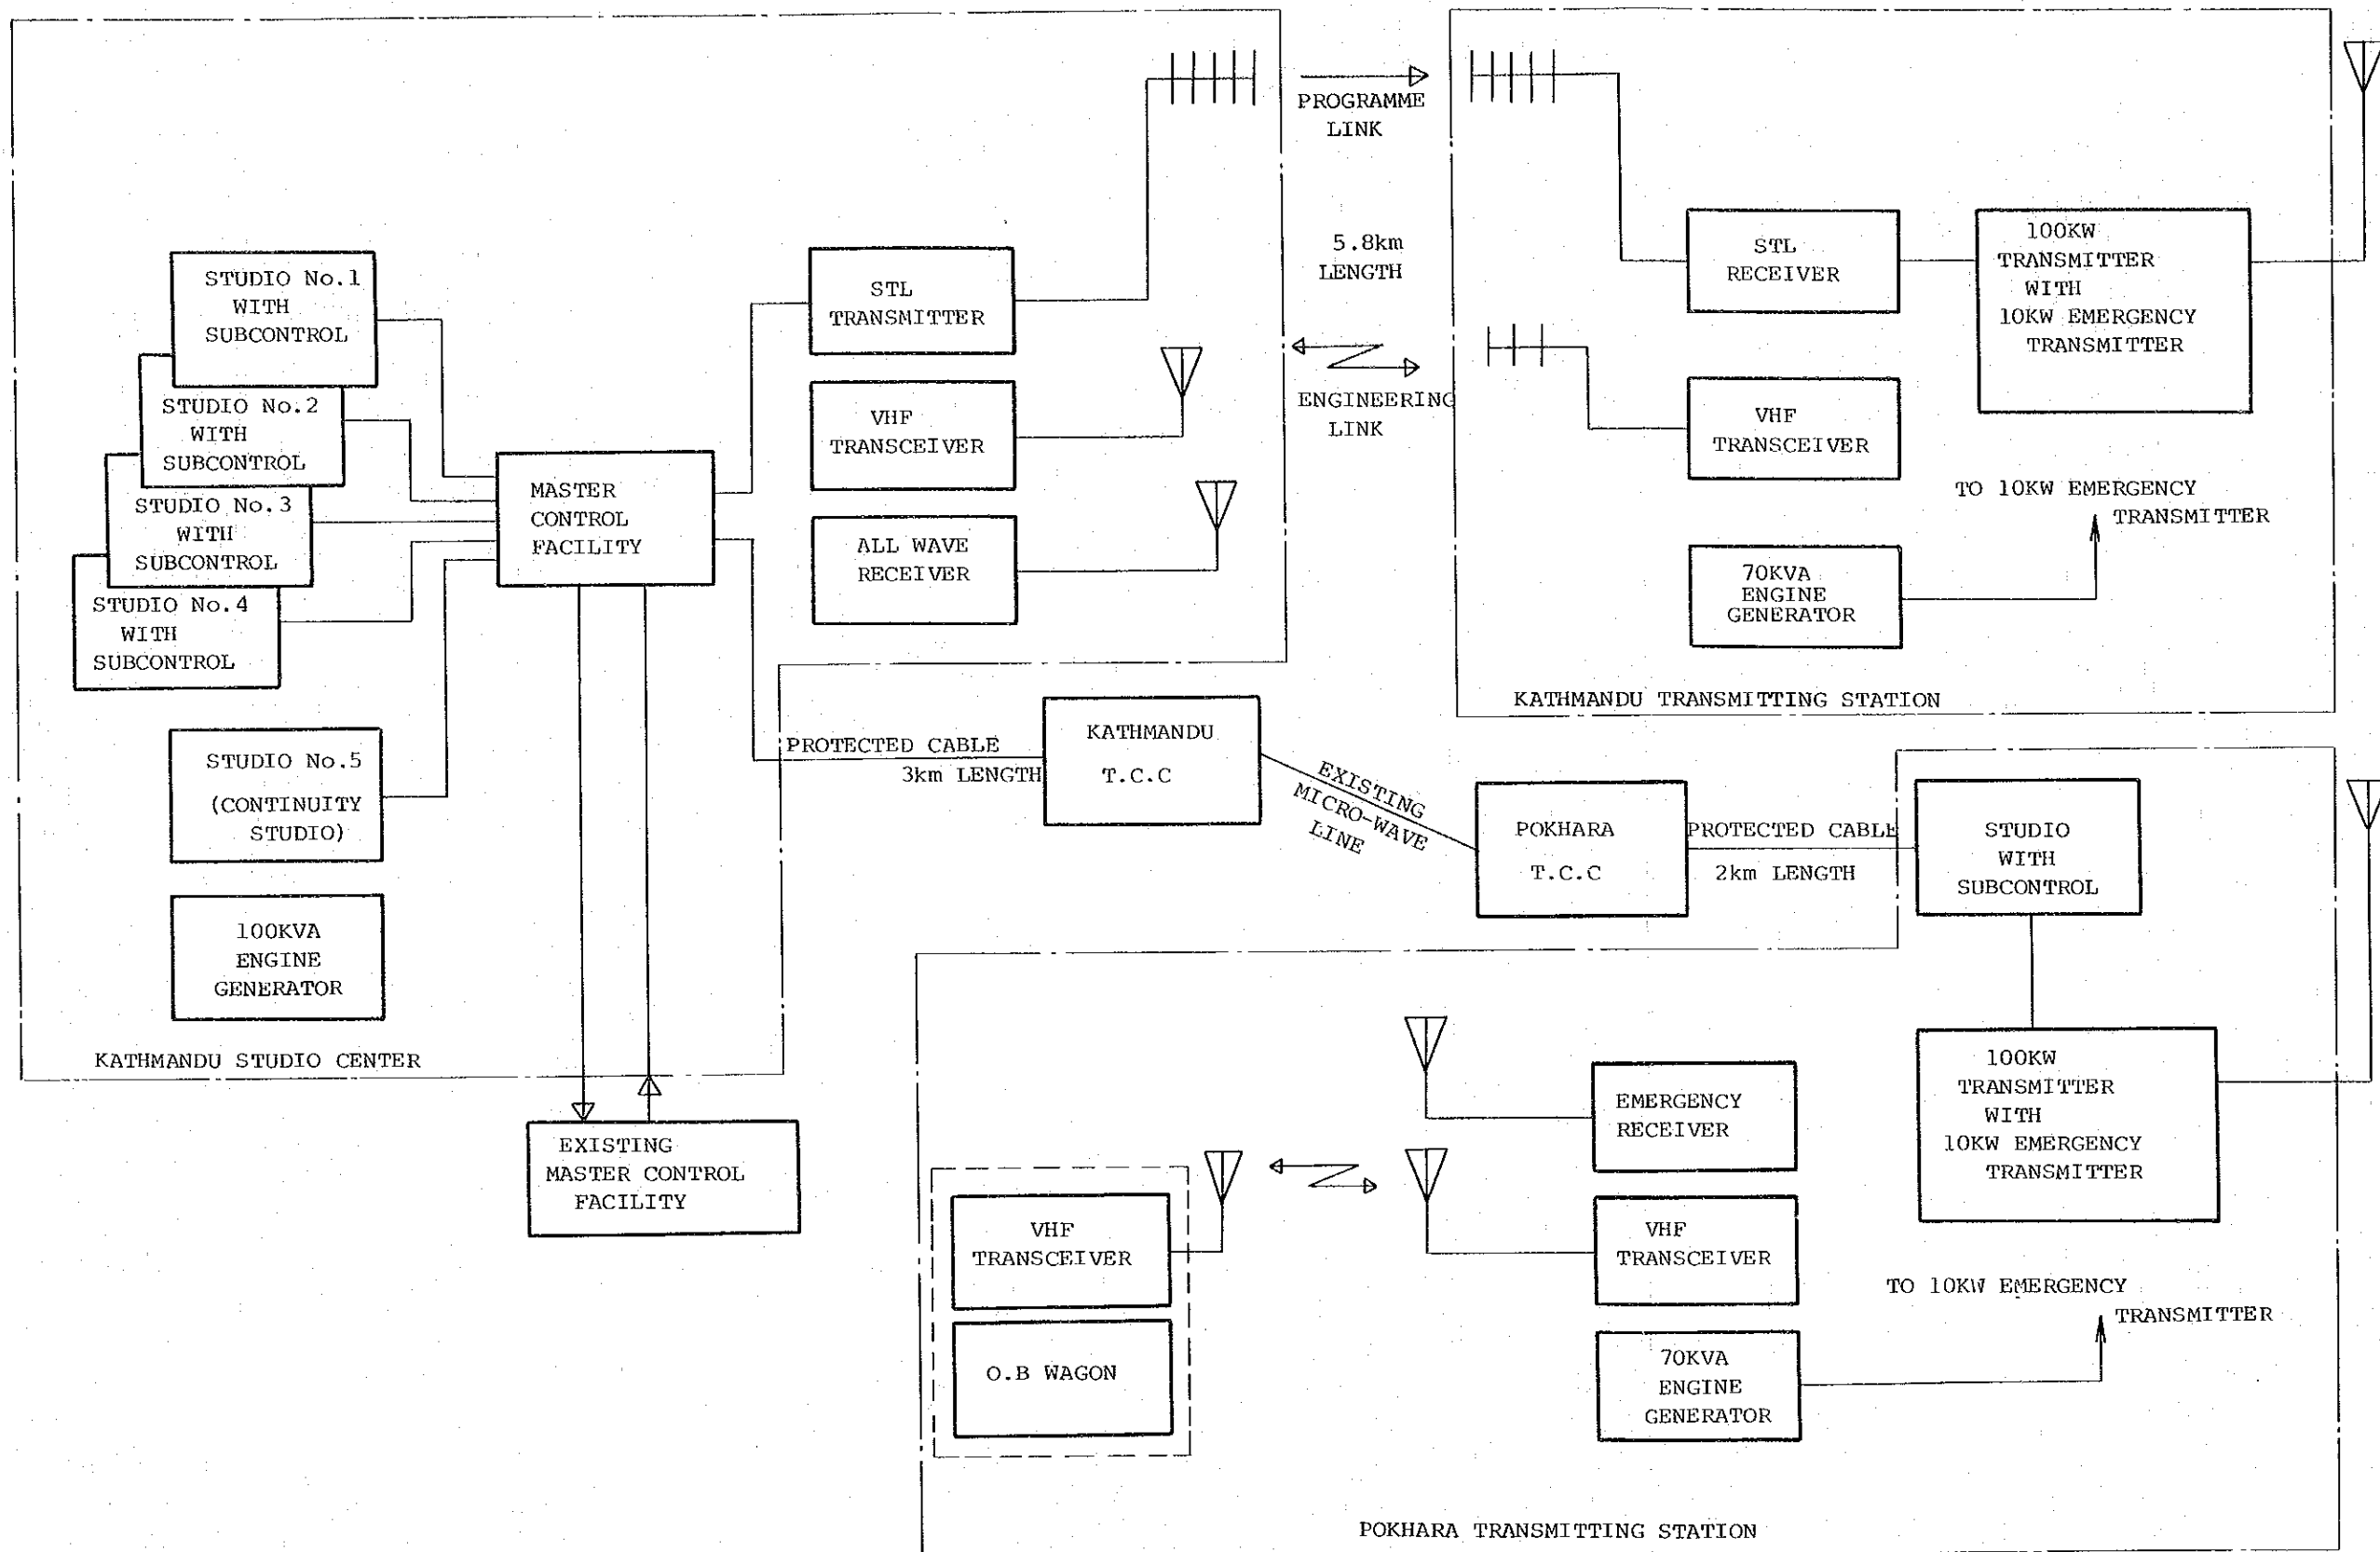 PROGRAMME
LINK
5.8km
LENGTH
ENGINEERING
LINK
STUDIO No.1
WITH
SUBCONTROL
STUDIO No.2
WITH
SUBCONTROL
STUDIO No.3
WITH
SUBCONTROL
STUDIO No.4
WITH
SUBCONTROL
STUDIO No.5
(CONTINUITY
STUDIO)
100KVA
ENGINE
GENERATOR
MASTER
CONTROL
FACILITY
STL
TRANSMITTER
VHF
TRANSCEIVER
ALL WAVE
RECEIVER
KATHMANDU STUDIO CENTER
EXISTING
MASTER CONTROL
FACILITY
STL
RECEIVER
100KW
TRANSMITTER
WITH
10KW EMERGENCY
TRANSMITTER
VHF
TRANSCEIVER
TO 10KW EMERGENCY
TRANSMITTER
70KVA
ENGINE
GENERATOR
KATHMANDU TRANSMITTING STATION
PROTECTED CABLE
3km LENGTH
KATHMANDU
T.C.C
EXISTING
MICRO-WAVE
LINE
POKHARA
T.C.C
PROTECTED CABLE
2km LENGTH
STUDIO
WITH
SUBCONTROL
100KW
TRANSMITTER
WITH
10KW EMERGENCY
TRANSMITTER
EMERGENCY
RECEIVER
VHF
TRANSCEIVER
VHF
TRANSCEIVER
O.B WAGON
TO 10KW EMERGENCY
TRANSMITTER
70KVA
ENGINE
GENERATOR
POKHARA TRANSMITTING STATION